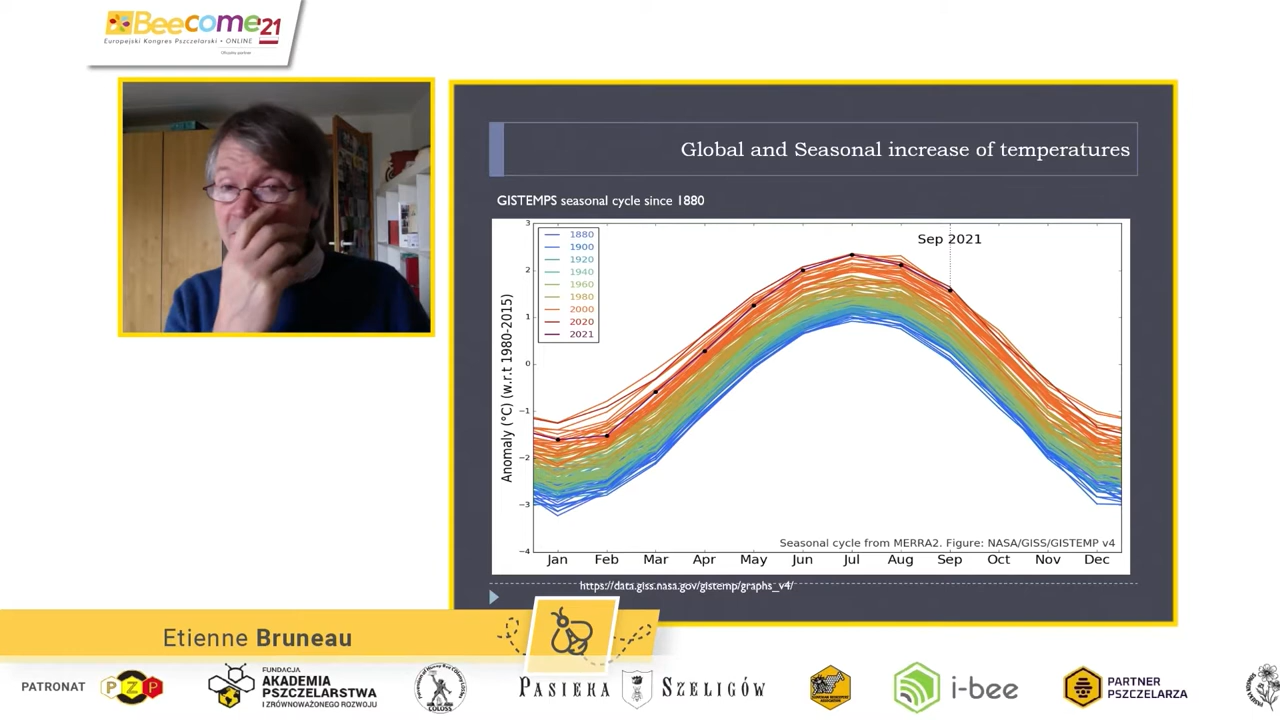 Beecome'21
Europejski Kongres Pszczelarski • ONLINE
Global and Seasonal increase of temperatures
GISTEMPS seasonal cycle since 1880
Sep 2021
1880
1900
1920
1940
1960
1980
2000
2020
2021
Anomaly (°C) (w.r.t 1980-2015)
3
2
1
0
−1
−2
−3
−4
Seasonal cycle from MERRA2. Figure: NASA/GISS/GISTEMP v4
Jan Feb Mar Apr May Jun Jul Aug Sep Oct Nov Dec
https://data.giss.nasa.gov/gistemp/graphs_v4/
Etienne Bruneau
PATRONAT
PZP
FUNDACJA
AKADEMIA
PSZCZELARSTWA
I ZRÓWNOWAŻONEGO ROZWOJU
COLOSS
PASIEKA SZELIGÓW
i-bee
PARTNER
PSZCZELARZA